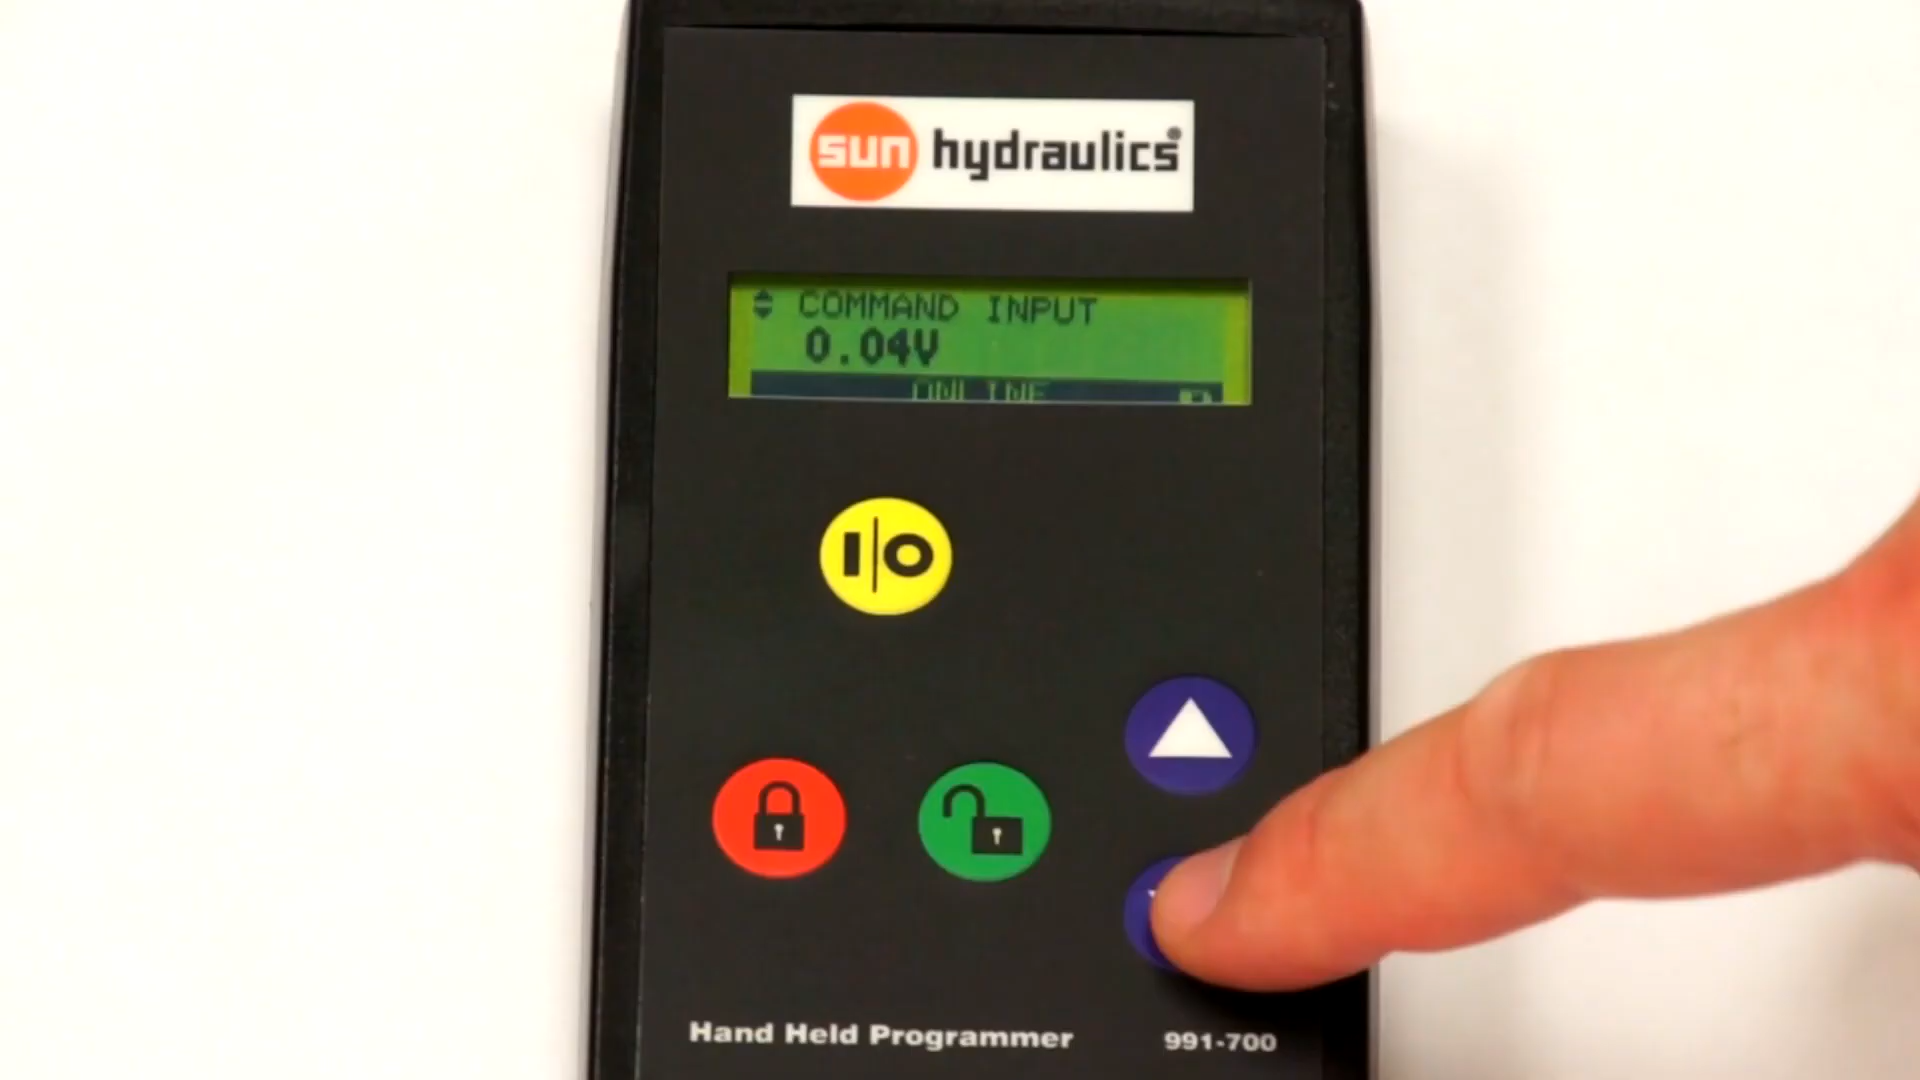 sun hydraulics®
COMMAND INPUT
0.04V
ONLINE
I|O
Hand Held Programmer 991-700